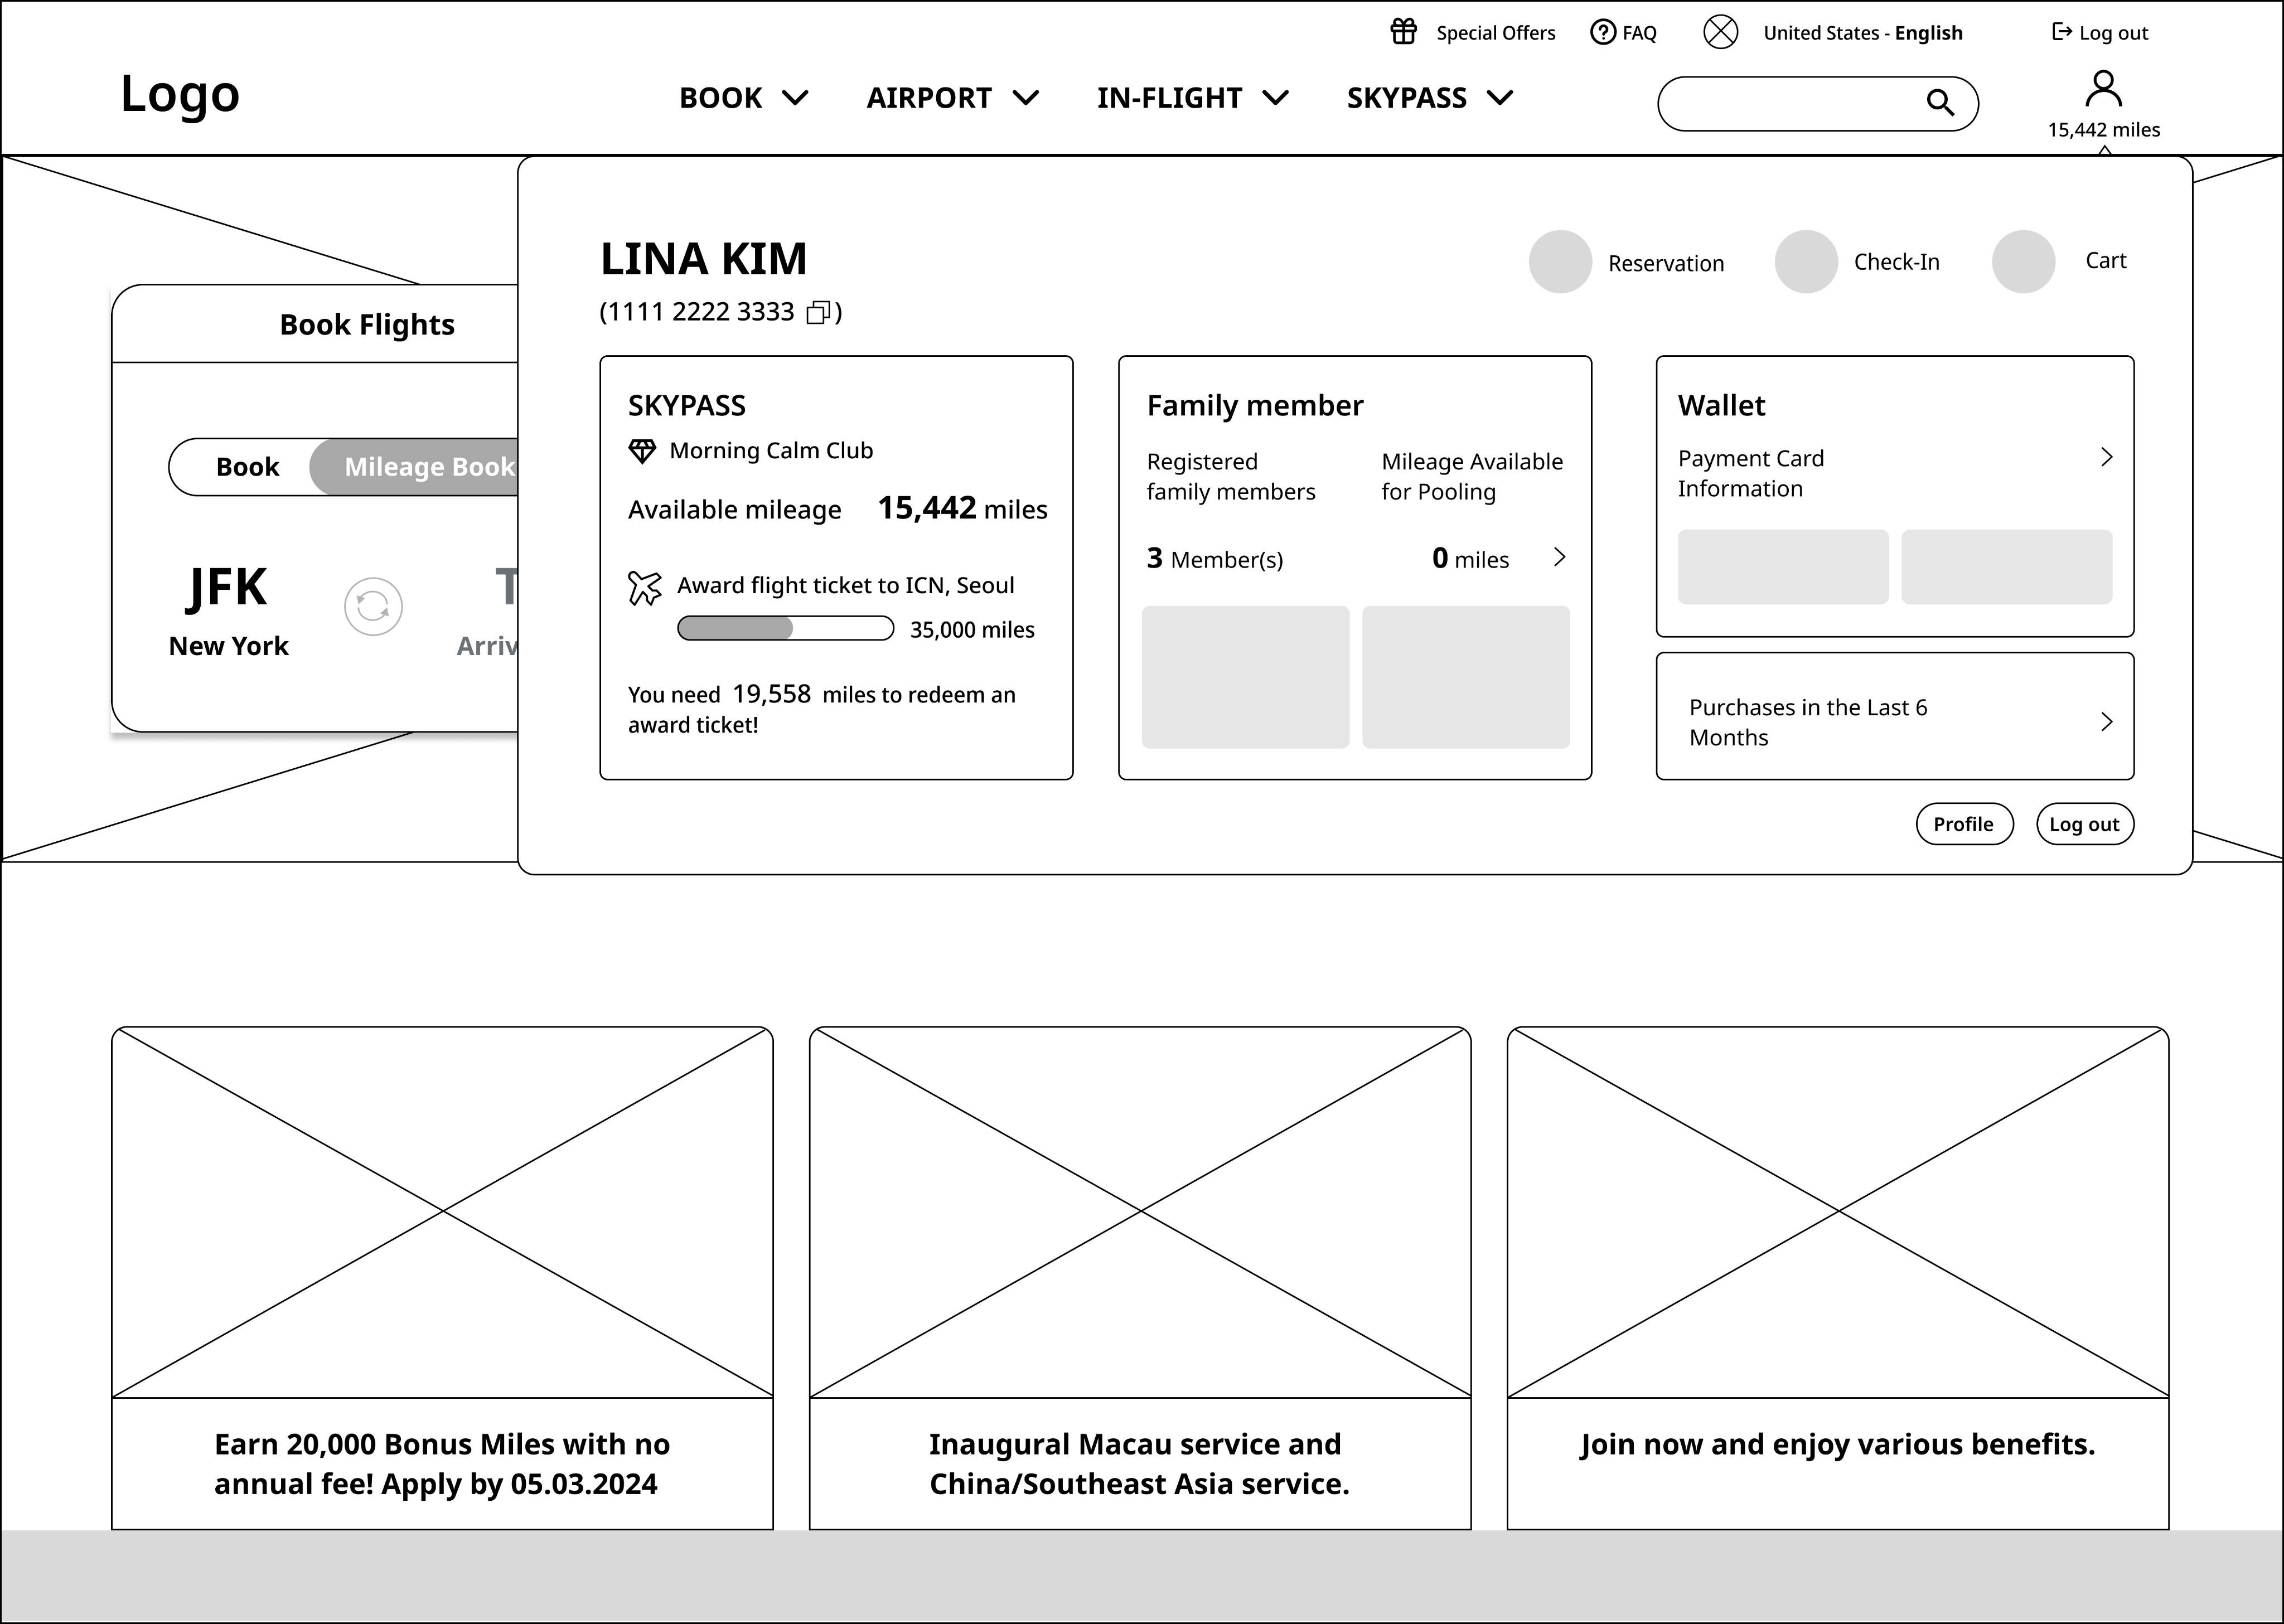 Special Offers FAQ United States - English Log out
Logo BOOK AIRPORT IN-FLIGHT SKYPASS
15,442 miles
Book Flights
Book Mileage Book
JFK T
New York Arriv
LINA KIM
(1111 2222 3333 )
Reservation Check-In Cart
SKYPASS
Morning Calm Club
Available mileage 15,442 miles
Award flight ticket to ICN, Seoul
35,000 miles
You need 19,558 miles to redeem an
award ticket!
Family member
Registered
family members
Mileage Available
for Pooling
3 Member(s) 0 miles
Wallet
Payment Card
Information
Purchases in the Last 6
Months
Profile Log out
Earn 20,000 Bonus Miles with no
annual fee! Apply by 05.03.2024
Inaugural Macau service and
China/Southeast Asia service.
Join now and enjoy various benefits.